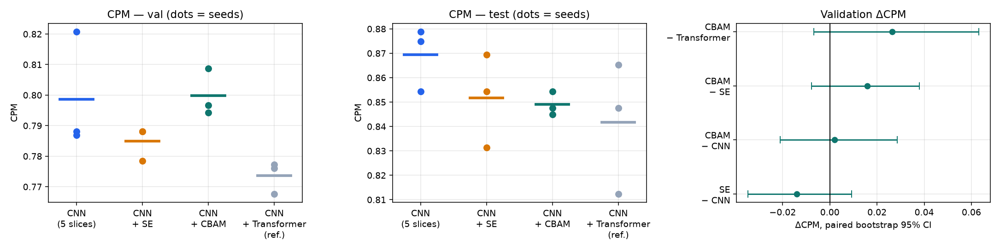 CPM — val (dots = seeds)
CPM
0.82
0.81
0.80
0.79
0.78
0.77
CNN
(5 slices)
CNN
+ SE
CNN
+ CBAM
CNN
+ Transformer
(ref.)
CPM — test (dots = seeds)
CPM
0.88
0.87
0.86
0.85
0.84
0.83
0.82
0.81
CNN
(5 slices)
CNN
+ SE
CNN
+ CBAM
CNN
+ Transformer
(ref.)
Validation ΔCPM
CBAM
− Transformer
CBAM
− SE
CBAM
− CNN
SE
− CNN
−0.02
0.00
0.02
0.04
0.06
ΔCPM, paired bootstrap 95% CI